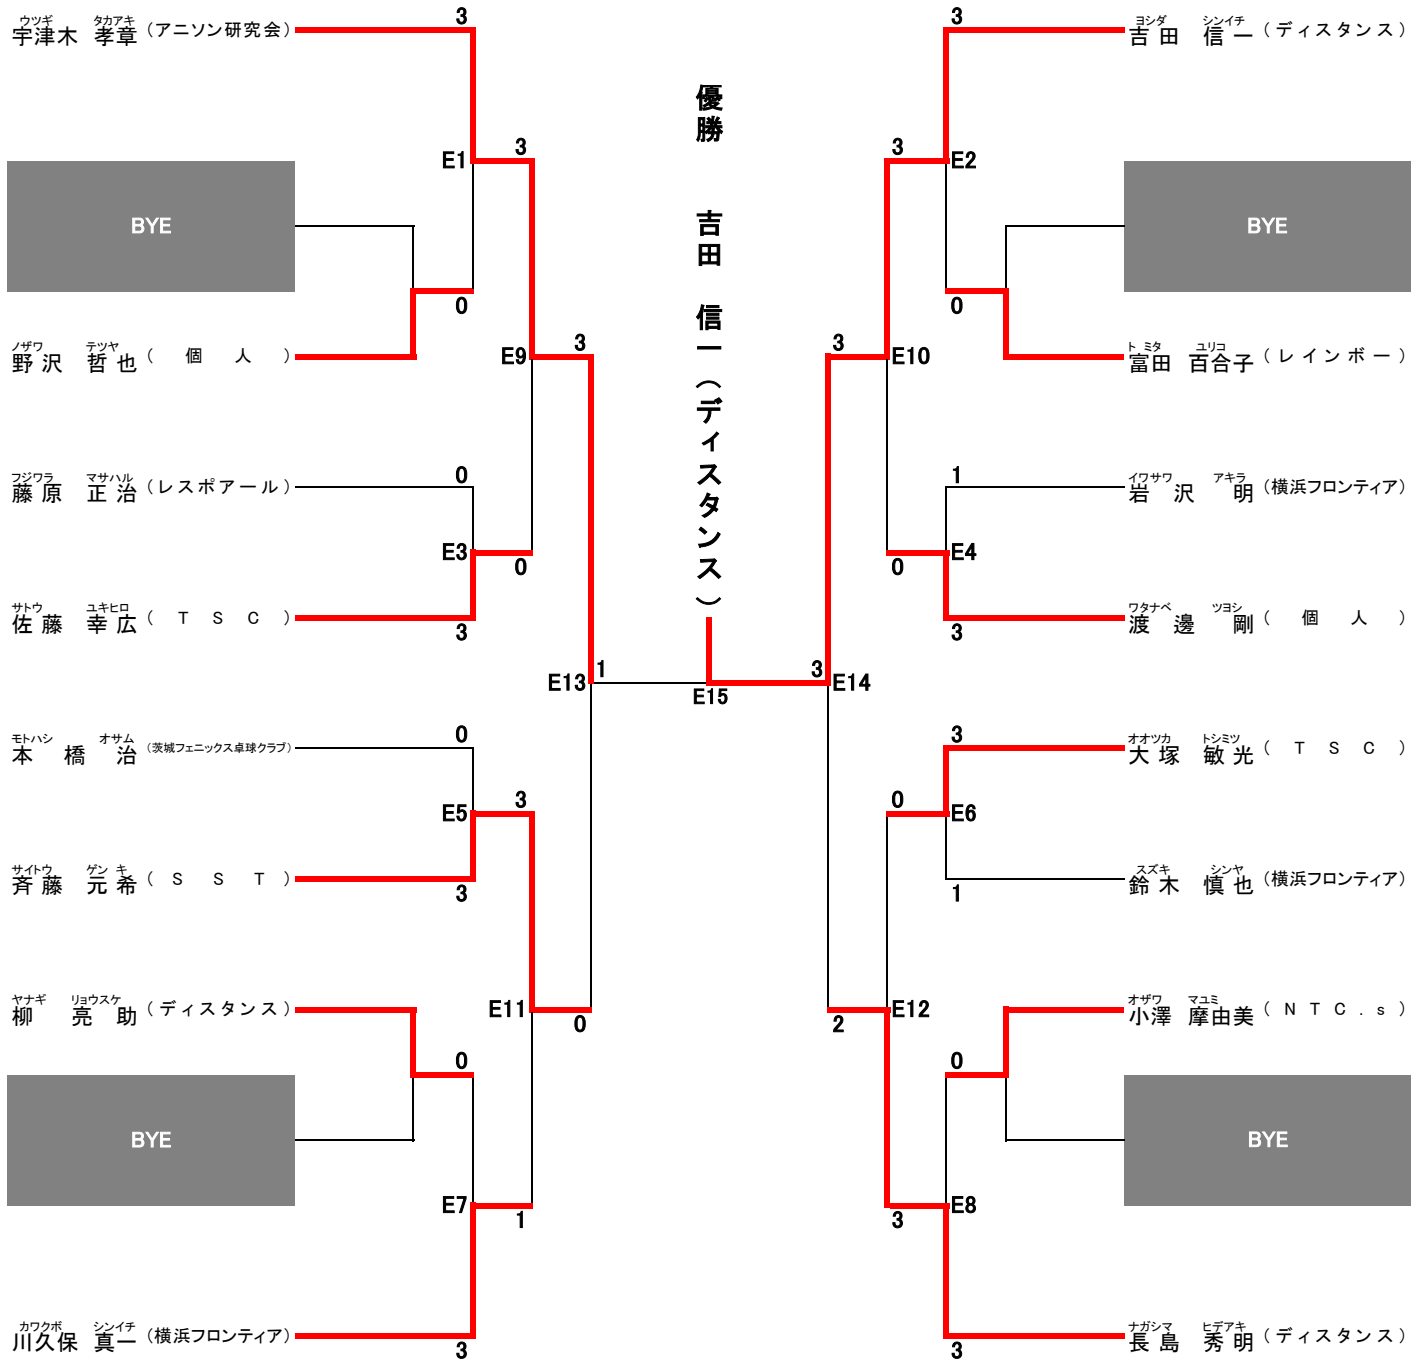 ウツギ タカアキ
宇津木 孝章 (アニソン研究会)
3
E1
3
BYE
0
ノザワ テツヤ
野沢 哲也 ( 個 人 )
E9
3
フジワラ マサハル
藤原 正治 (レスポアール)
0
E3
0
サトウ ユキヒロ
佐藤 幸広 ( T S C )
3
E13
1
モトハシ オサム
本橋 治 (茨城フェニックス卓球クラブ)
0
E5
3
サイトウ ゲンキ
斉藤 元希 ( S S T )
3
ヤナギ リョウスケ
柳 亮助 (ディスタンス)
E11
0
0
BYE
E7
1
カワクボ シンイチ
川久保 真一 (横浜フロンティア)
3
優勝 吉田 信一(ディスタンス)
E15
3
ヨシダ シンイチ
吉田 信一 (ディスタンス)
3
E2
BYE
0
3
E10
トミタ ユリコ
富田 百合子 (レインボー)
1
イワサワ アキラ
岩沢 明 (横浜フロンティア)
0
E4
ワタナベ ツヨシ
渡邊 剛 ( 個 人 )
3
3
E14
オオツカ トシミツ
大塚 敏光 ( T S C )
3
0
E6
スズキ シンヤ
鈴木 慎也 (横浜フロンティア)
1
オザワ マユミ
小澤 摩由美 ( N T C . s )
2
E12
0
BYE
3
E8
ナガシマ ヒデアキ
長島 秀明 (ディスタンス)
3